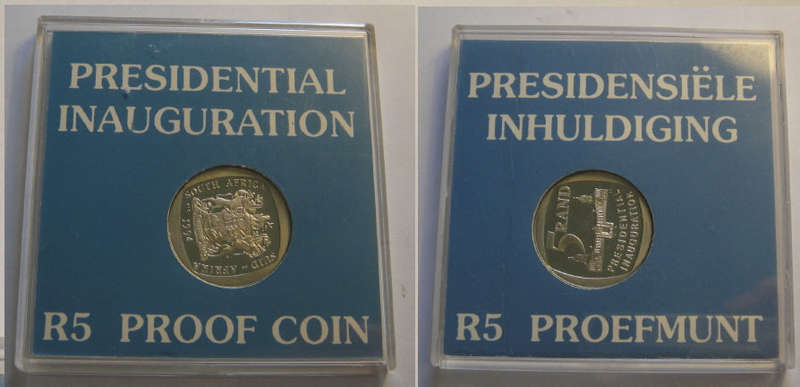 PRESIDENTIAL
INAUGURATION
SOUTH AFRICA
1994
SUID-AFRIKA
R5 PROOF COIN
PRESIDENSIËLE
INHULDIGING
5 RAND
PRESIDENTIAL
INAUGURATION
R5 PROEFMUNT